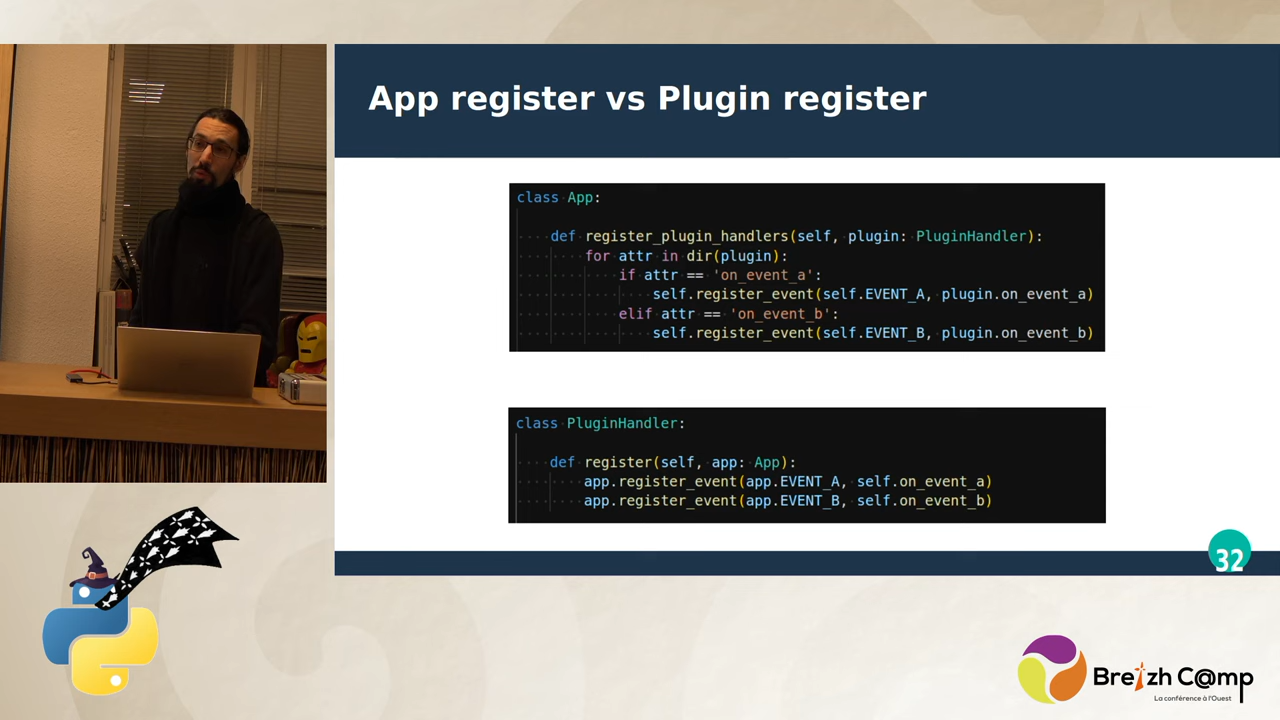 App register vs Plugin register
class App:
def register_plugin_handlers(self, plugin: PluginHandler):
for attr in dir(plugin):
if attr == 'on_event_a':
self.register_event(self.EVENT_A, plugin.on_event_a)
elif attr == 'on_event_b':
self.register_event(self.EVENT_B, plugin.on_event_b)
class PluginHandler:
def register(self, app: App):
app.register_event(app.EVENT_A, self.on_event_a)
app.register_event(app.EVENT_B, self.on_event_b)
32
Breizh C@mp
La conférence à l'Ouest